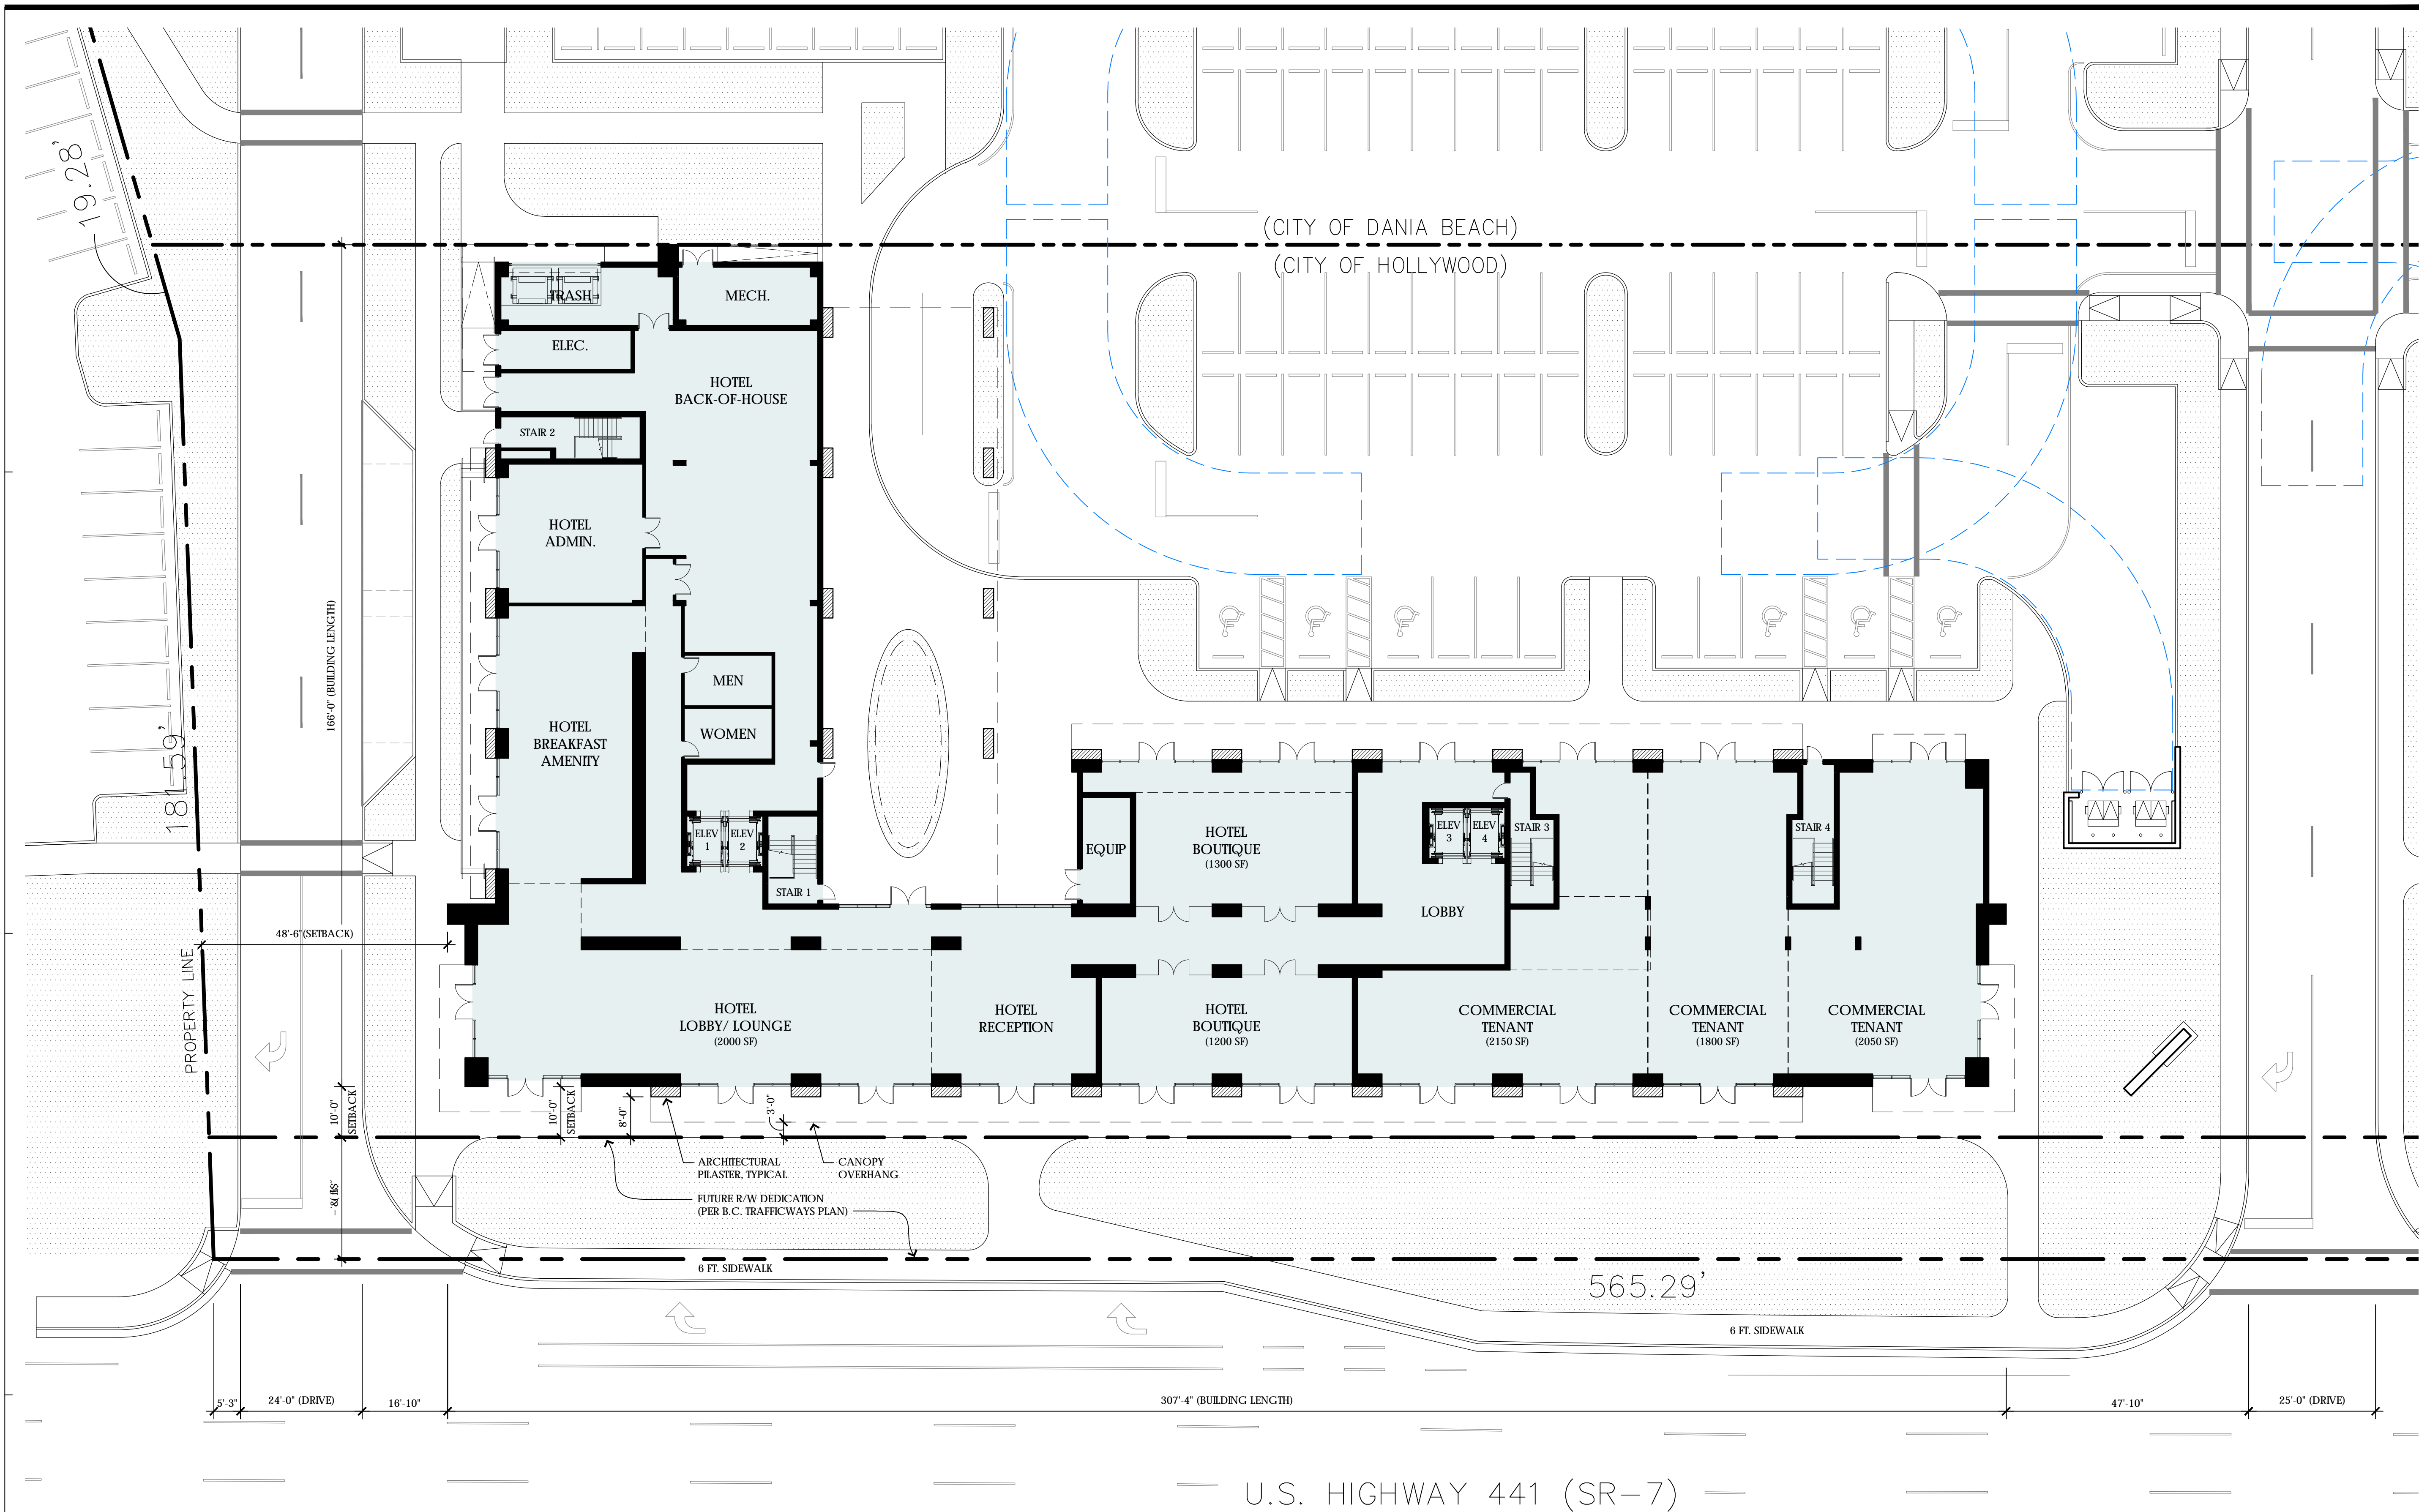 19.28'
(CITY OF DANIA BEACH)
(CITY OF HOLLYWOOD)
TRASH
MECH.
ELEC.
HOTEL
BACK-OF-HOUSE
STAIR 2
HOTEL
ADMIN.
166'-0" (BUILDING LENGTH)
MEN
WOMEN
HOTEL
BREAKFAST
AMENITY
181.59'
ELEV
1
ELEV
2
STAIR 1
EQUIP
HOTEL
BOUTIQUE
(1300 SF)
ELEV
3
ELEV
4
STAIR 3
STAIR 4
LOBBY
48'-6"(SETBACK)
PROPERTY LINE
HOTEL
LOBBY/ LOUNGE
(2000 SF)
HOTEL
RECEPTION
HOTEL
BOUTIQUE
(1200 SF)
COMMERCIAL
TENANT
(2150 SF)
COMMERCIAL
TENANT
(1800 SF)
COMMERCIAL
TENANT
(2050 SF)
10'-0"
SETBACK
10'-0"
SETBACK
8'-0"
3'-0"
ARCHITECTURAL
PILASTER, TYPICAL
CANOPY
OVERHANG
FUTURE R/W DEDICATION
(PER B.C. TRAFFICWAYS PLAN)
6 FT. SIDEWALK
565.29'
6 FT. SIDEWALK
5'-3"
24'-0" (DRIVE)
16'-10"
307'-4" (BUILDING LENGTH)
47'-10"
25'-0" (DRIVE)
U.S. HIGHWAY 441 (SR-7)